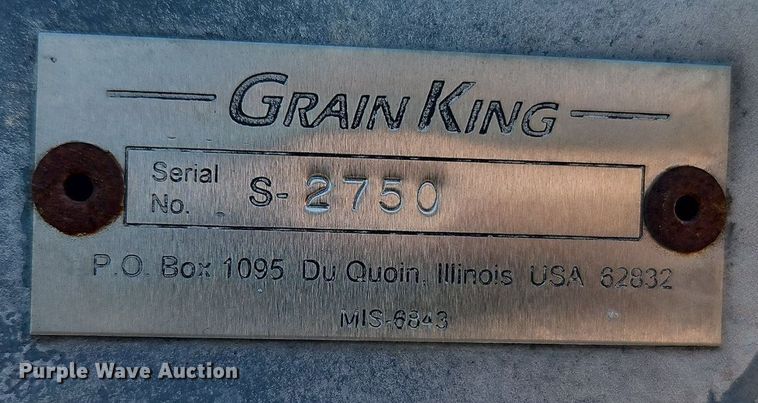 GRAIN KING
Serial No. S-2750
P.O. Box 1095 Du Quoin, Illinois USA 62832
MIS-6843
Purple Wave Auction